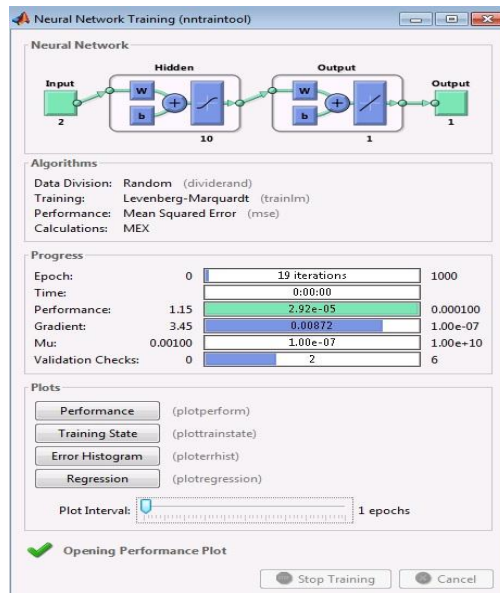 Neural Network Training (nntraintool)
Neural Network
Hidden
Output
Input
W
b
+
W
b
+
Output
2
10
1
1
Algorithms
Data Division: Random (dividerand)
Training: Levenberg-Marquardt (trainlm)
Performance: Mean Squared Error (mse)
Calculations: MEX
Progress
Epoch: 0 19 iterations 1000
Time: 0:00:00
Performance: 1.15 2.92e-05 0.000100
Gradient: 3.45 0.00872 1.00e-07
Mu: 0.00100 1.00e-07 1.00e+10
Validation Checks: 0 2 6
Plots
Performance (plotperform)
Training State (plottrainstate)
Error Histogram (ploterrhist)
Regression (plotregression)
Plot Interval: 1 epochs
Opening Performance Plot
Stop Training Cancel